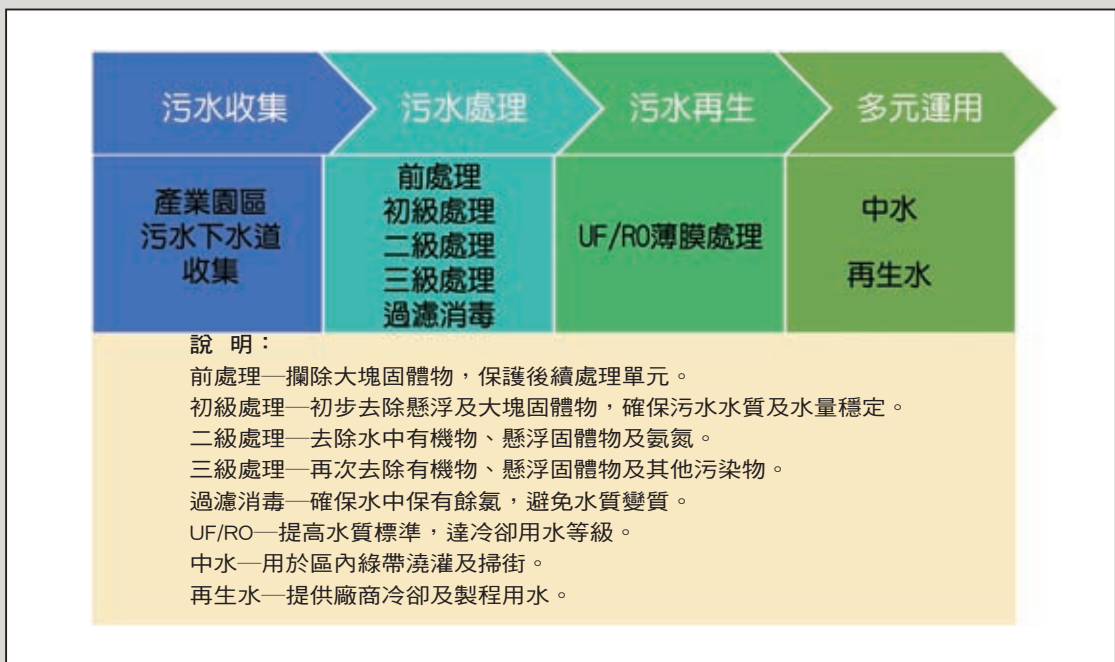 污水收集
污水處理
污水再生
多元運用
產業園區
污水下水道
收集
前處理
初級處理
二級處理
三級處理
過濾消毒
UF/RO薄膜處理
中水
再生水
說 明：
前處理─攔除大塊固體物，保護後續處理單元。
初級處理─初步去除懸浮及大塊固體物，確保污水水質及水量穩定。
二級處理─去除水中有機物、懸浮固體物及氨氮。
三級處理─再次去除有機物、懸浮固體物及其他污染物。
過濾消毒─確保水中保有餘氯，避免水質變質。
UF/RO─提高水質標準，達冷卻用水等級。
中水─用於區內綠帶澆灌及掃街。
再生水─提供廠商冷卻及製程用水。